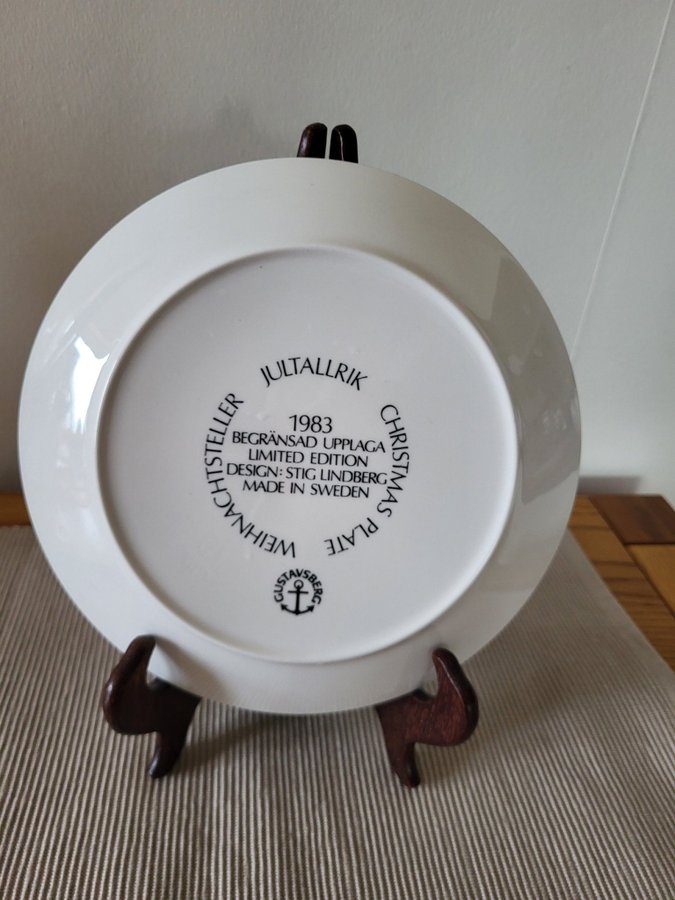 JULTALLRIK
CHRISTMAS PLATE
WEIHNACHTSTELLER
1983
BEGRÄNSAD UPPLAGA
LIMITED EDITION
DESIGN: STIG LINDBERG
MADE IN SWEDEN
GUSTAVSBERG